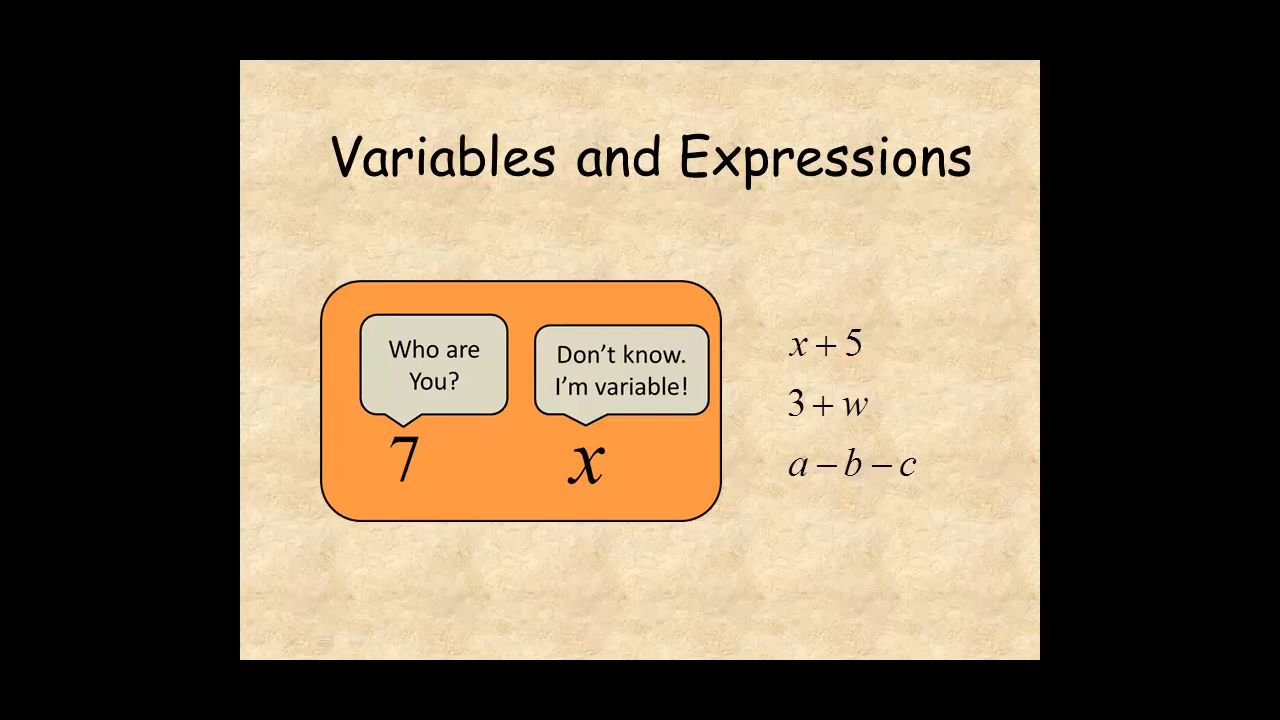 Variables and Expressions
Who are
You?
Don’t know.
I’m variable!
7
x
x + 5
3 + w
a − b − c